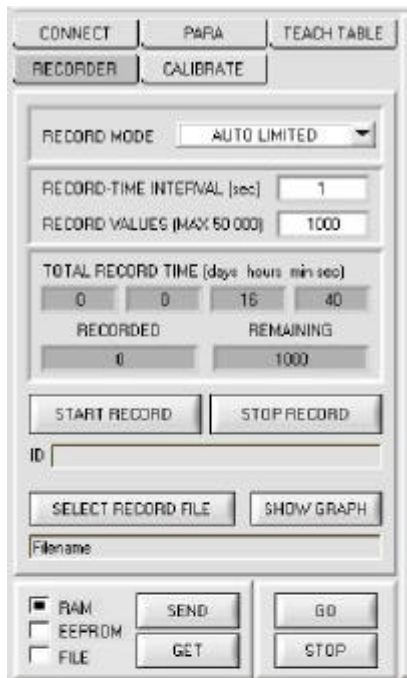 CONNECT PARA TEACH TABLE
RECORDER CALIBRATE
RECORD MODE AUTO LIMITED
RECORD-TIME INTERVAL (sec) 1
RECORD VALUES (MAX 50 000) 1000
TOTAL RECORD TIME (days hours min sec)
0 0 16 40
RECORDED REMAINING
0 1000
START RECORD STOP RECORD
ID
SELECT RECORD FILE SHOW GRAPH
Filename
RAM SEND GO
EEPROM
FILE GET STOP